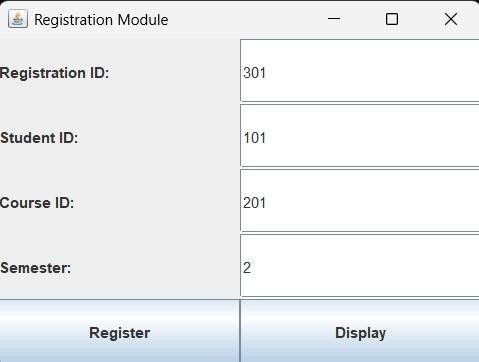 Registration Module
Registration ID: 301
Student ID: 101
Course ID: 201
Semester: 2
Register Display